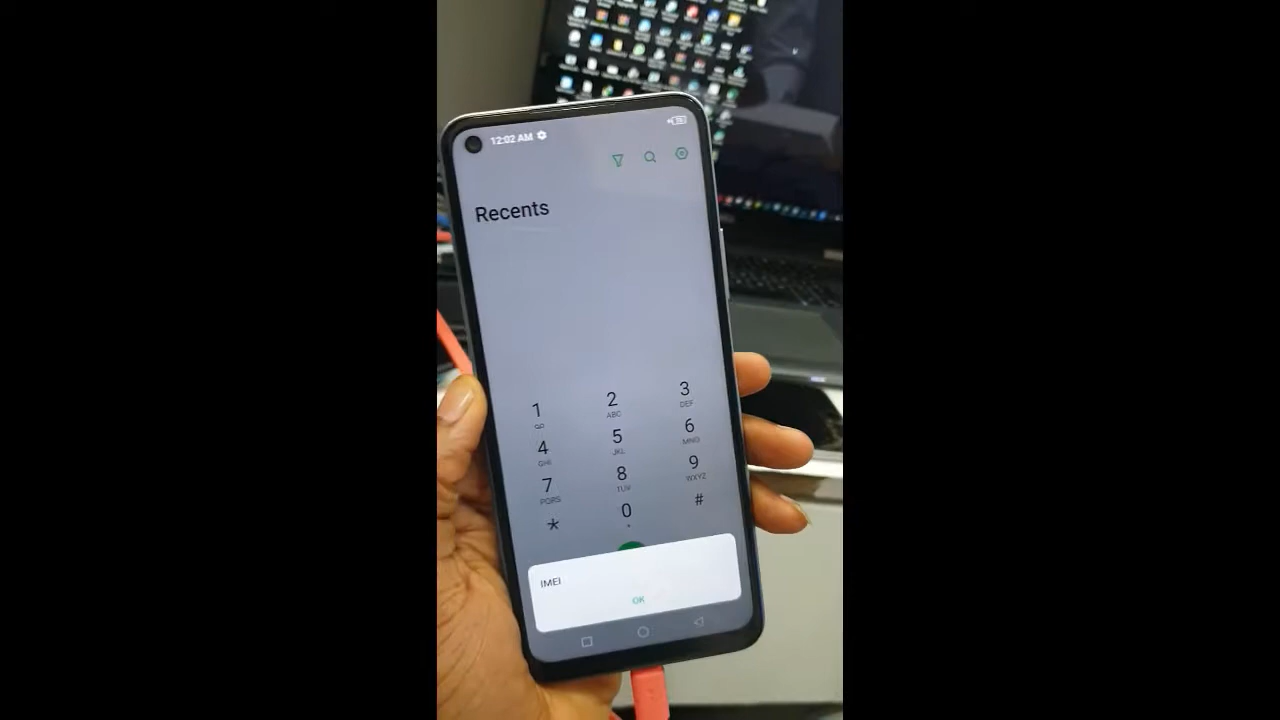 12:02 AM
Recents
1
2
ABC
3
DEF
4
GHI
5
JKL
6
MNO
7
PQRS
8
TUV
9
WXYZ
*
0
+
#
IMEI
OK